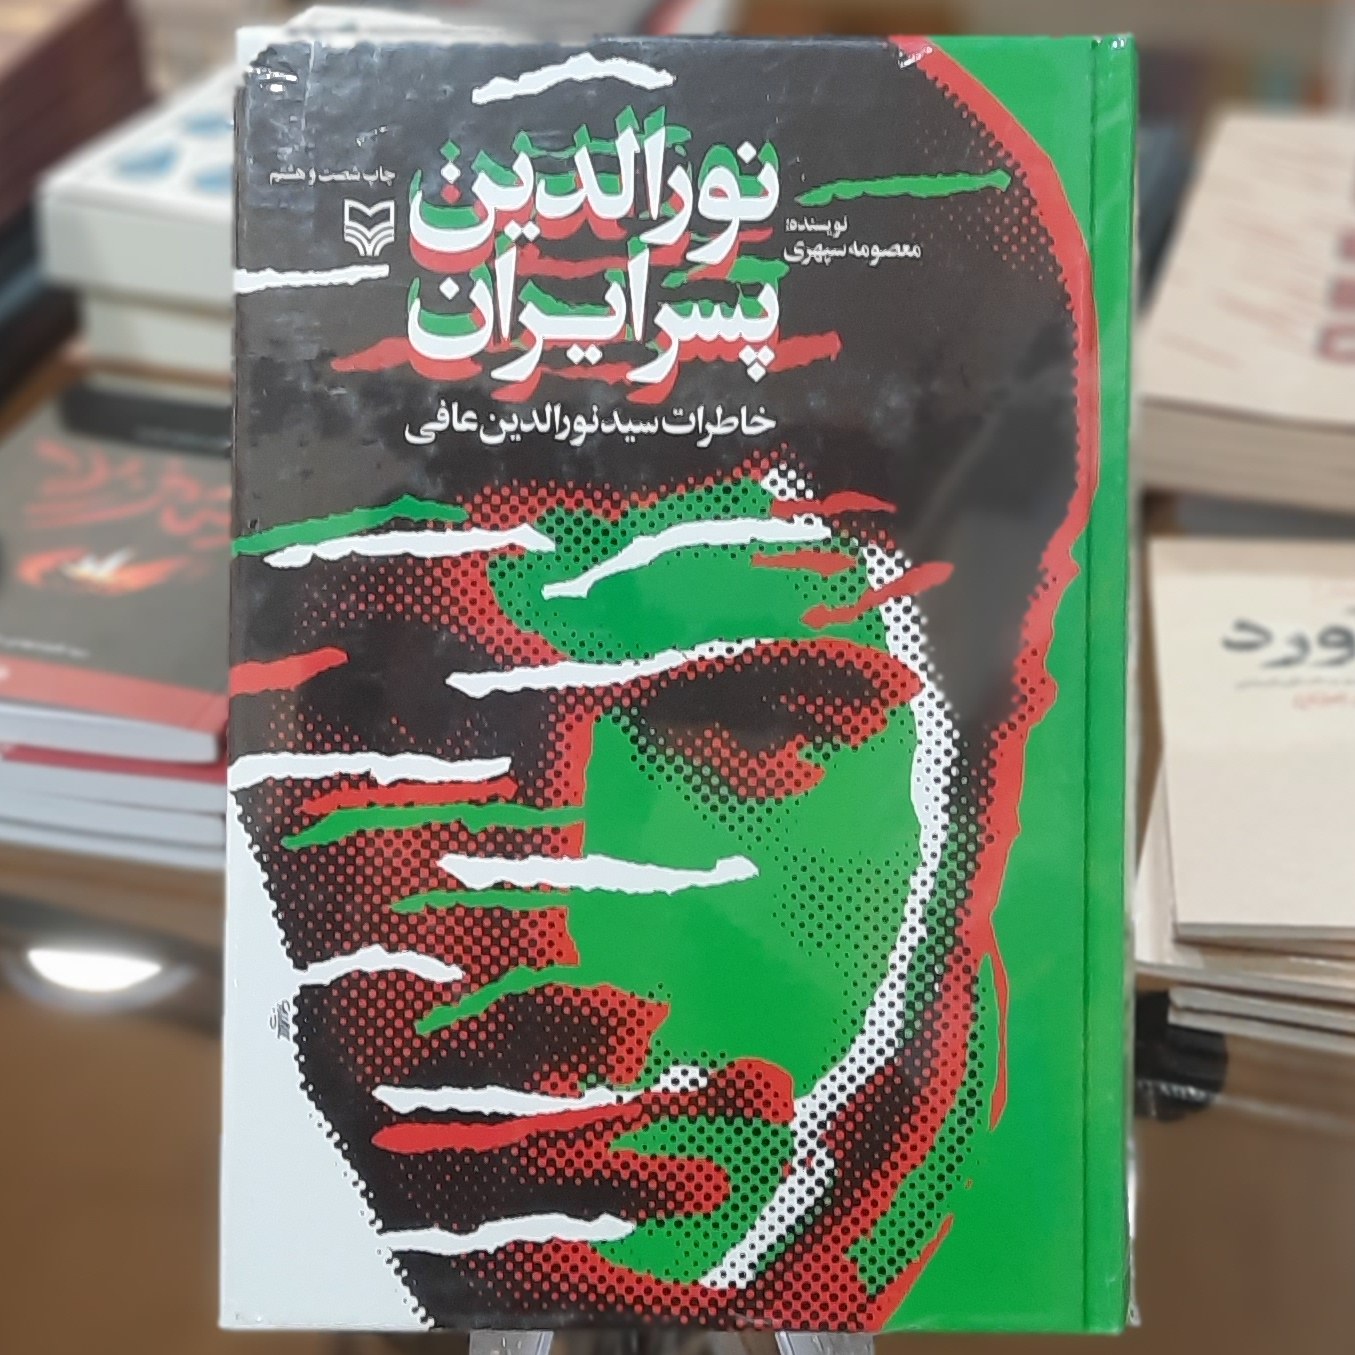 نورالدین
پسر ایران
خاطرات سید نورالدین عافی
نویسنده:
معصومه سپهری
چاپ شصت و هشتم